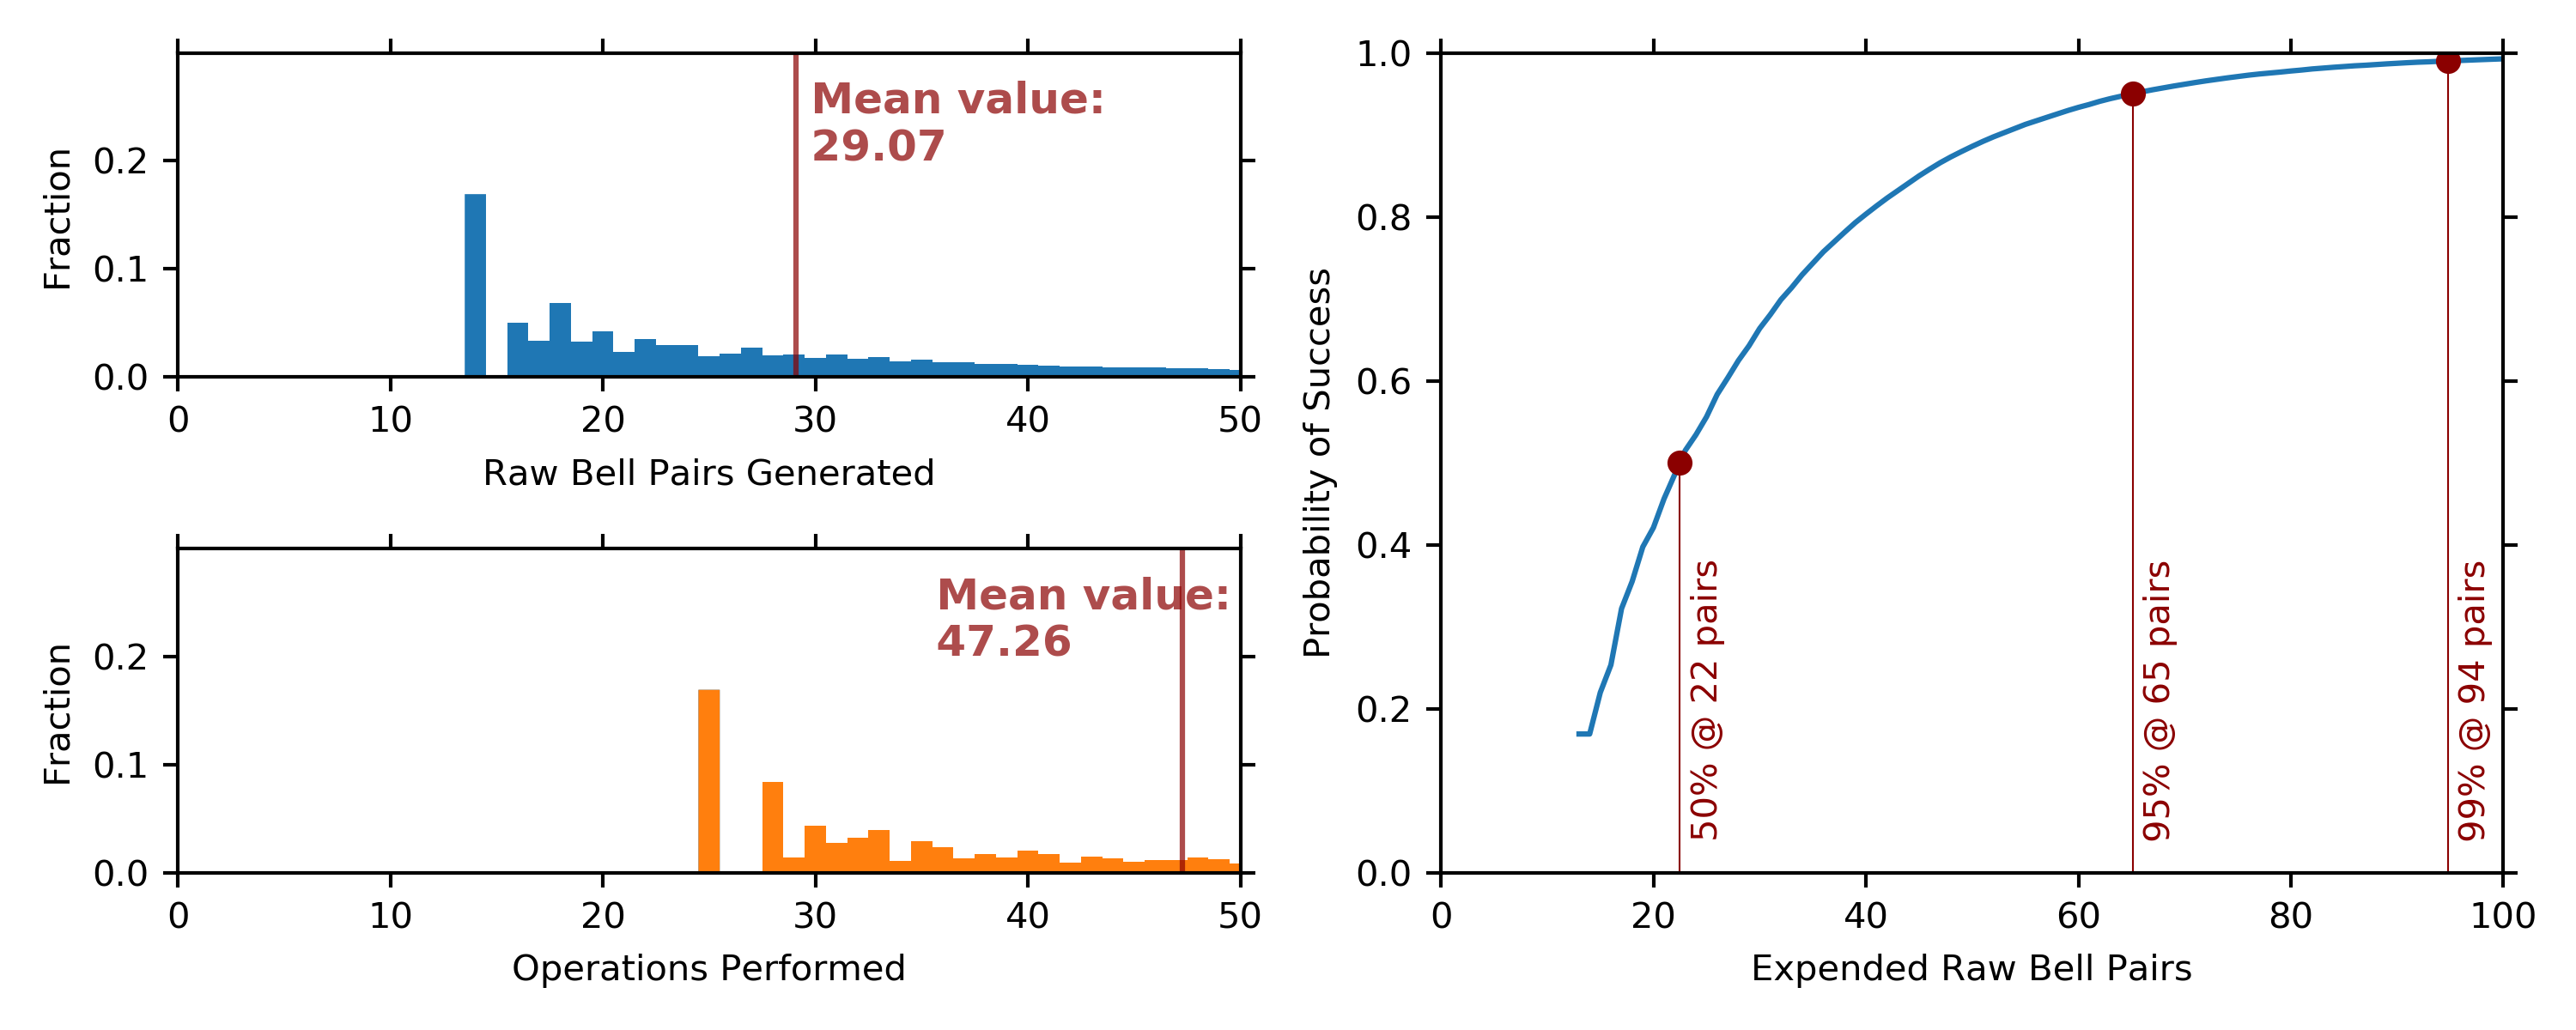 Fraction
0.2
0.1
0.0
Mean value:
29.07
0 10 20 30 40 50
Raw Bell Pairs Generated
Fraction
0.2
0.1
0.0
Mean value:
47.26
0 10 20 30 40 50
Operations Performed
Probability of Success
1.0
0.8
0.6
0.4
0.2
0.0
50% @ 22 pairs
95% @ 65 pairs
99% @ 94 pairs
0 20 40 60 80 100
Expended Raw Bell Pairs